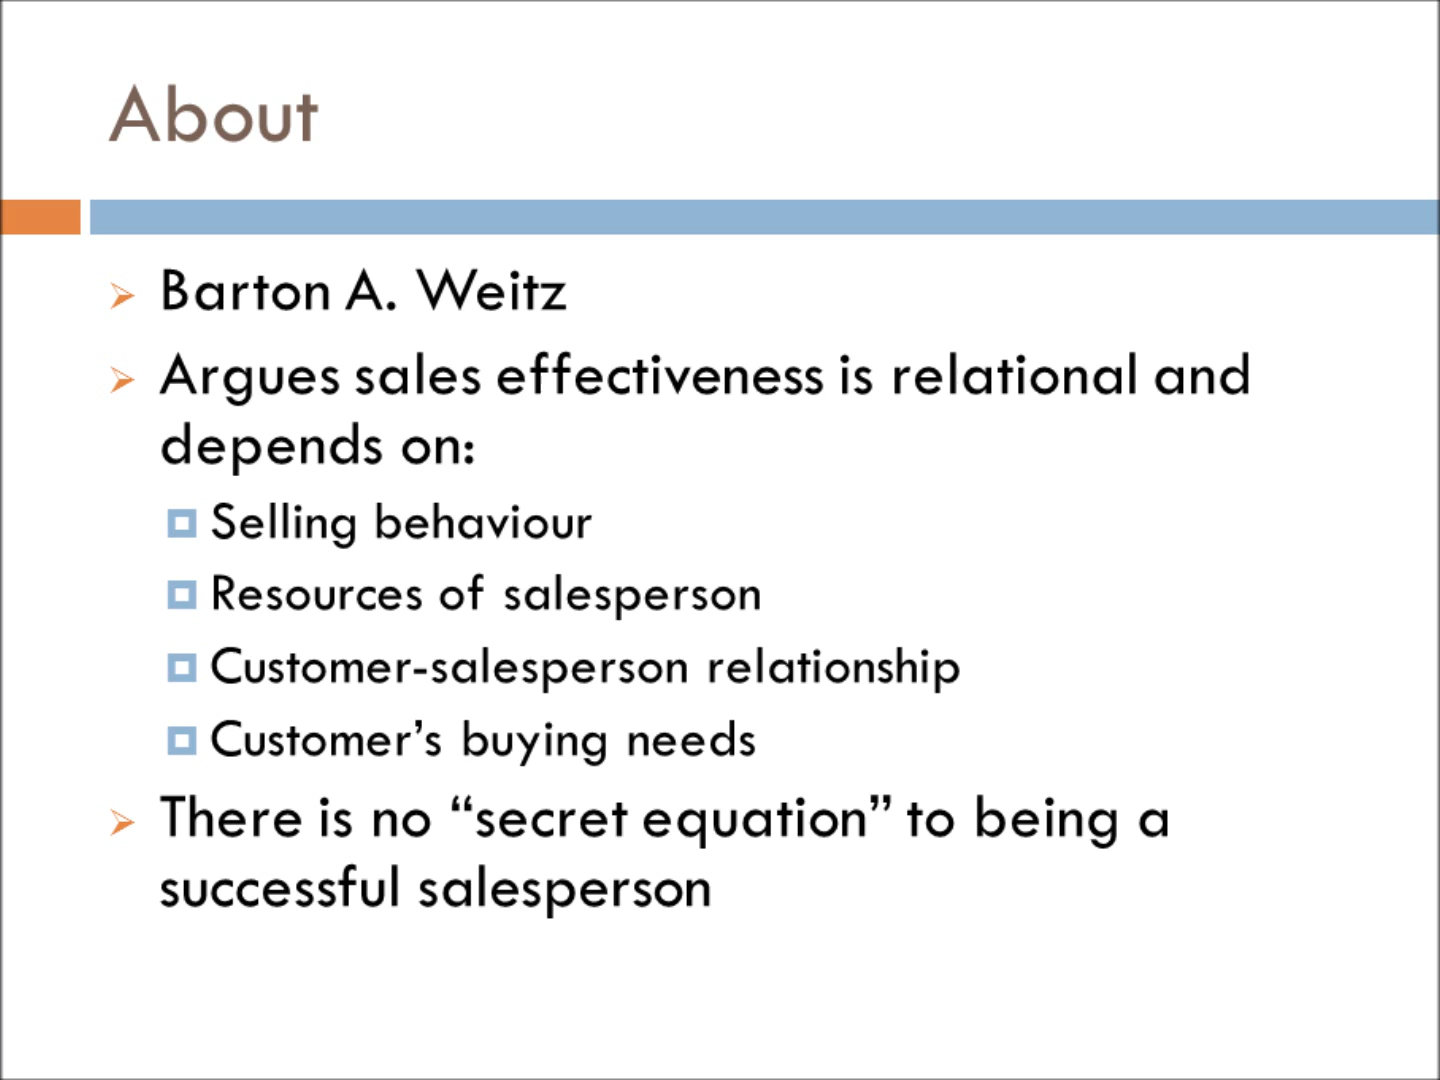 About
Barton A. Weitz
Argues sales effectiveness is relational and
depends on:
Selling behaviour
Resources of salesperson
Customer-salesperson relationship
Customer’s buying needs
There is no “secret equation” to being a
successful salesperson